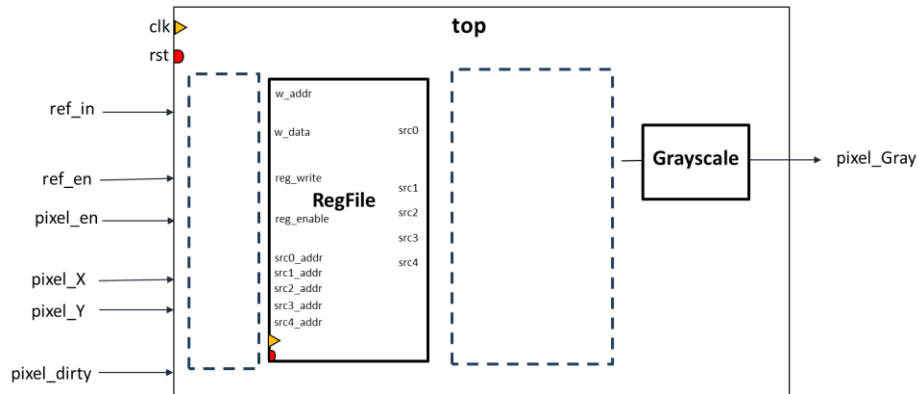 clk
top
rst
ref_in
ref_en
pixel_en
pixel_X
pixel_Y
pixel_dirty
w_addr
w_data
src0
reg_write
RegFile
src1
reg_enable
src2
src3
src0_addr
src4
src1_addr
src2_addr
src3_addr
src4_addr
Grayscale
pixel_Gray